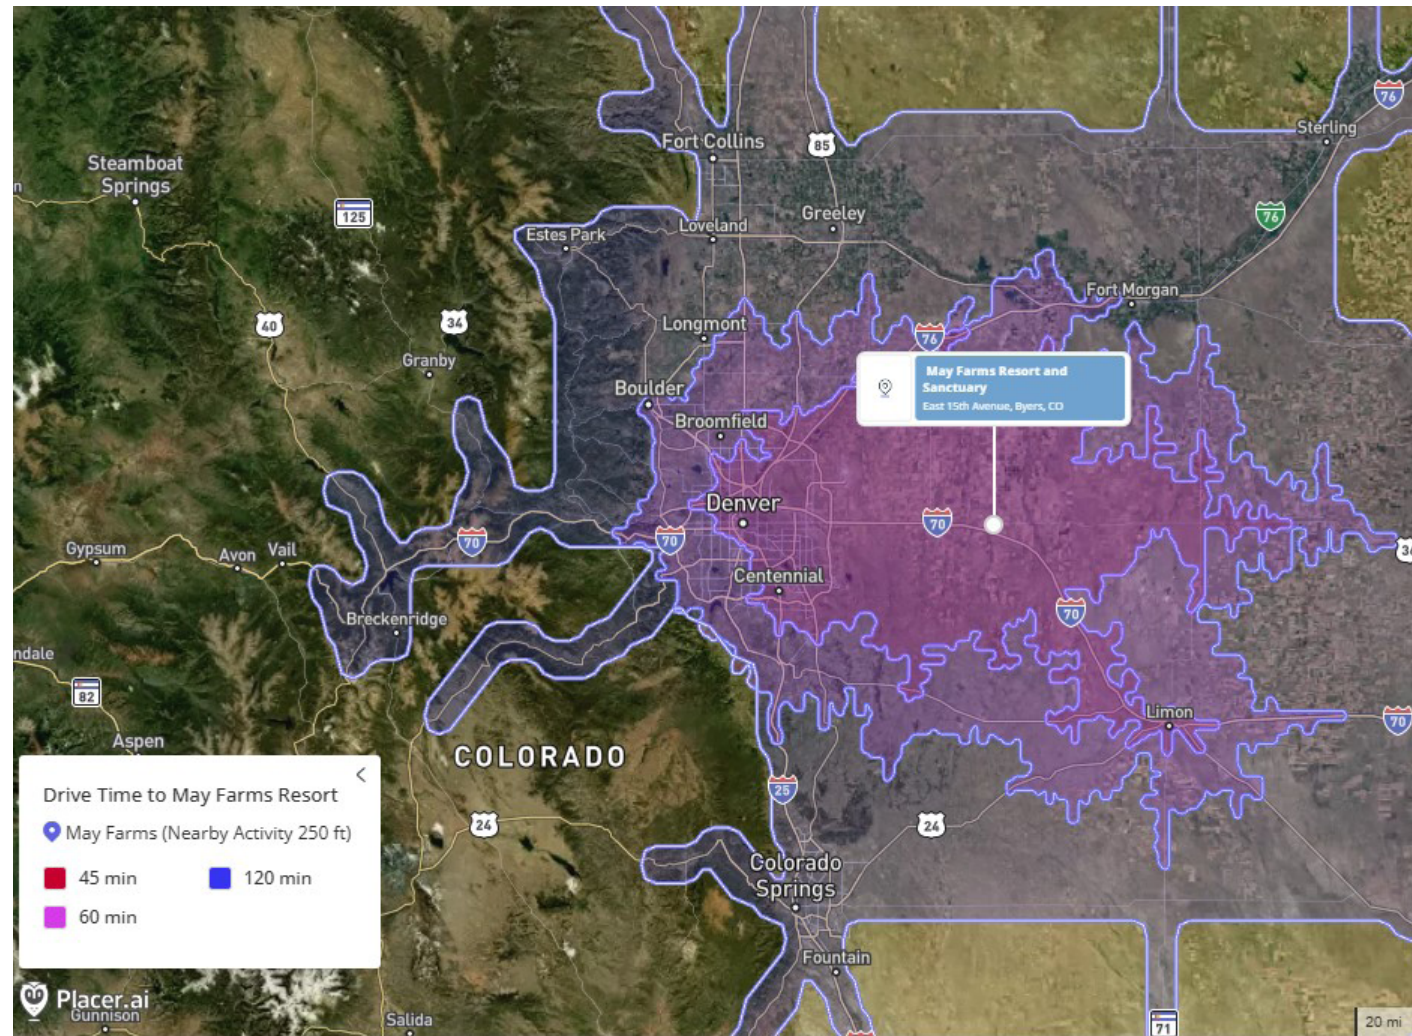 76
Sterling
Fort Collins
85
Steamboat
Springs
125
76
Greeley
Loveland
Estes Park
Fort Morgan
40
34
Longmont
76
Granby
May Farms Resort and
Sanctuary
East 15th Avenue, Byers, CO
Boulder
Broomfield
Denver
70
70
70
Gypsum
Avon
Vail
Centennial
70
Breckenridge
ndale
82
Limon
70
Aspen
COLORADO
25
24
24
Colorado
Springs
Fountain
Drive Time to May Farms Resort
May Farms (Nearby Activity 250 ft)
45 min
120 min
60 min
Placer.ai
Gunnison
Salida
71
20 mi